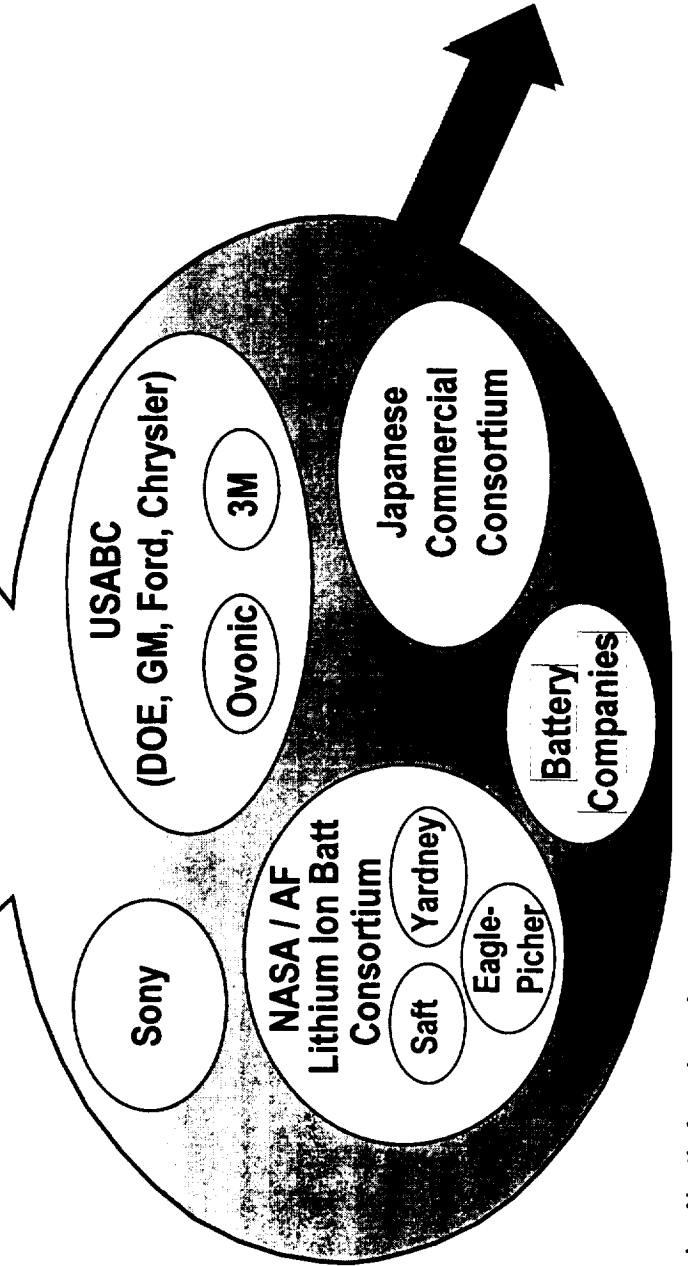 Sony
USABC
(DOE, GM, Ford, Chrysler)
Ovonic
3M
NASA / AF
Lithium Ion Batt
Consortium
Saft
Yardney
Eagle-
Picher
Japanese
Commercial
Consortium
Battery
Companies